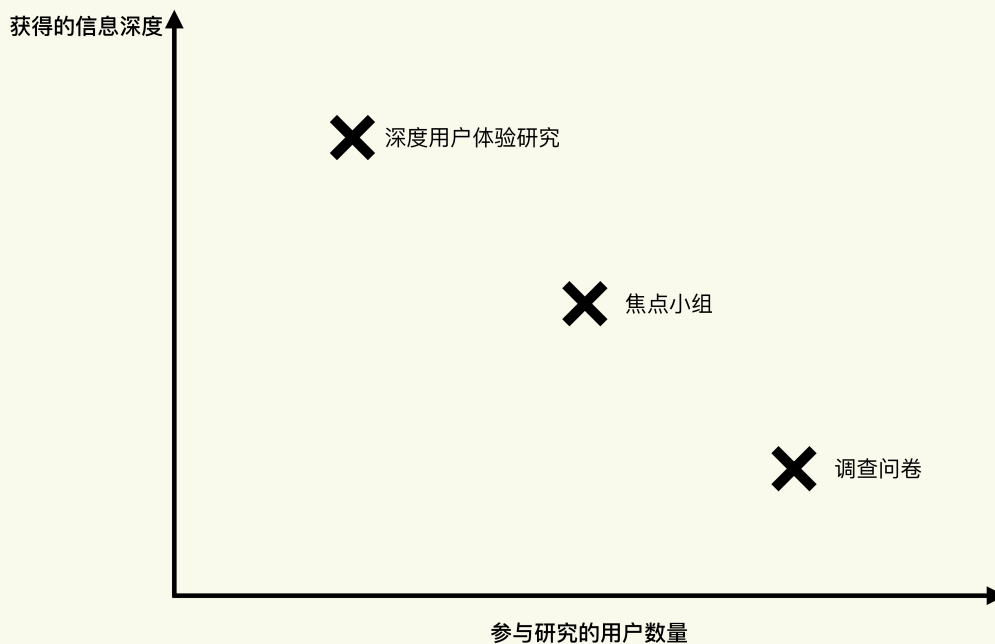 获得的信息深度
深度用户体验研究
焦点小组
调查问卷
参与研究的用户数量